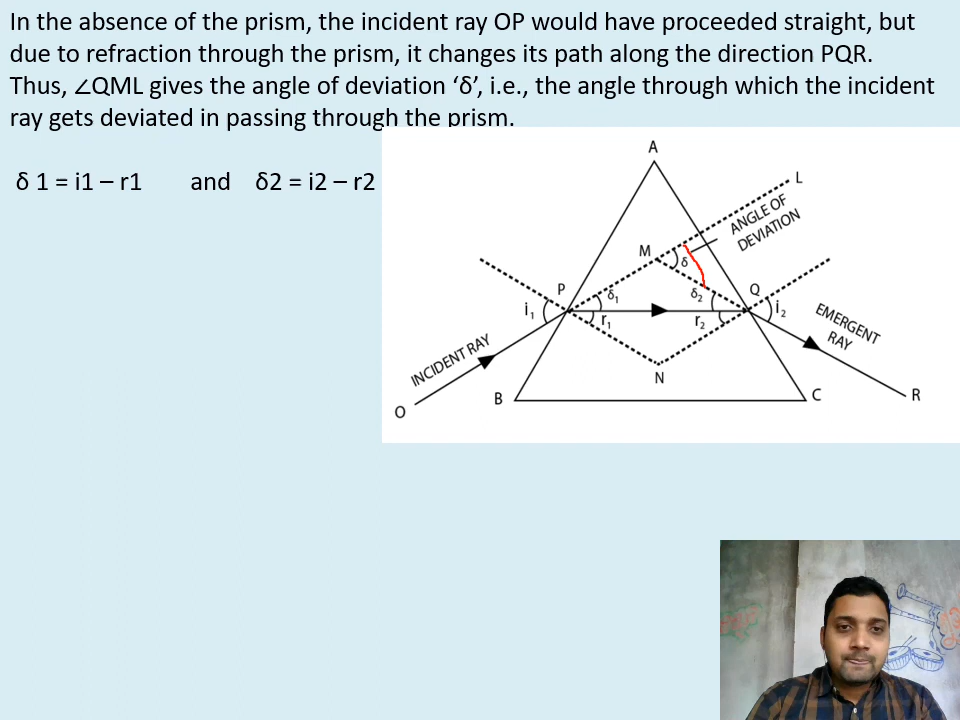 In the absence of the prism, the incident ray OP would have proceeded straight, but
due to refraction through the prism, it changes its path along the direction PQR.
Thus, ∠QML gives the angle of deviation ‘δ’, i.e., the angle through which the incident
ray gets deviated in passing through the prism.
δ 1 = i1 – r1 and δ2 = i2 – r2
A
L
ANGLE OF
DEVIATION
M
δ
P
δ₁
δ₂
Q
i₁
r₁
r₂
i₂
EMERGENT
RAY
INCIDENT RAY
N
B
C
R
O